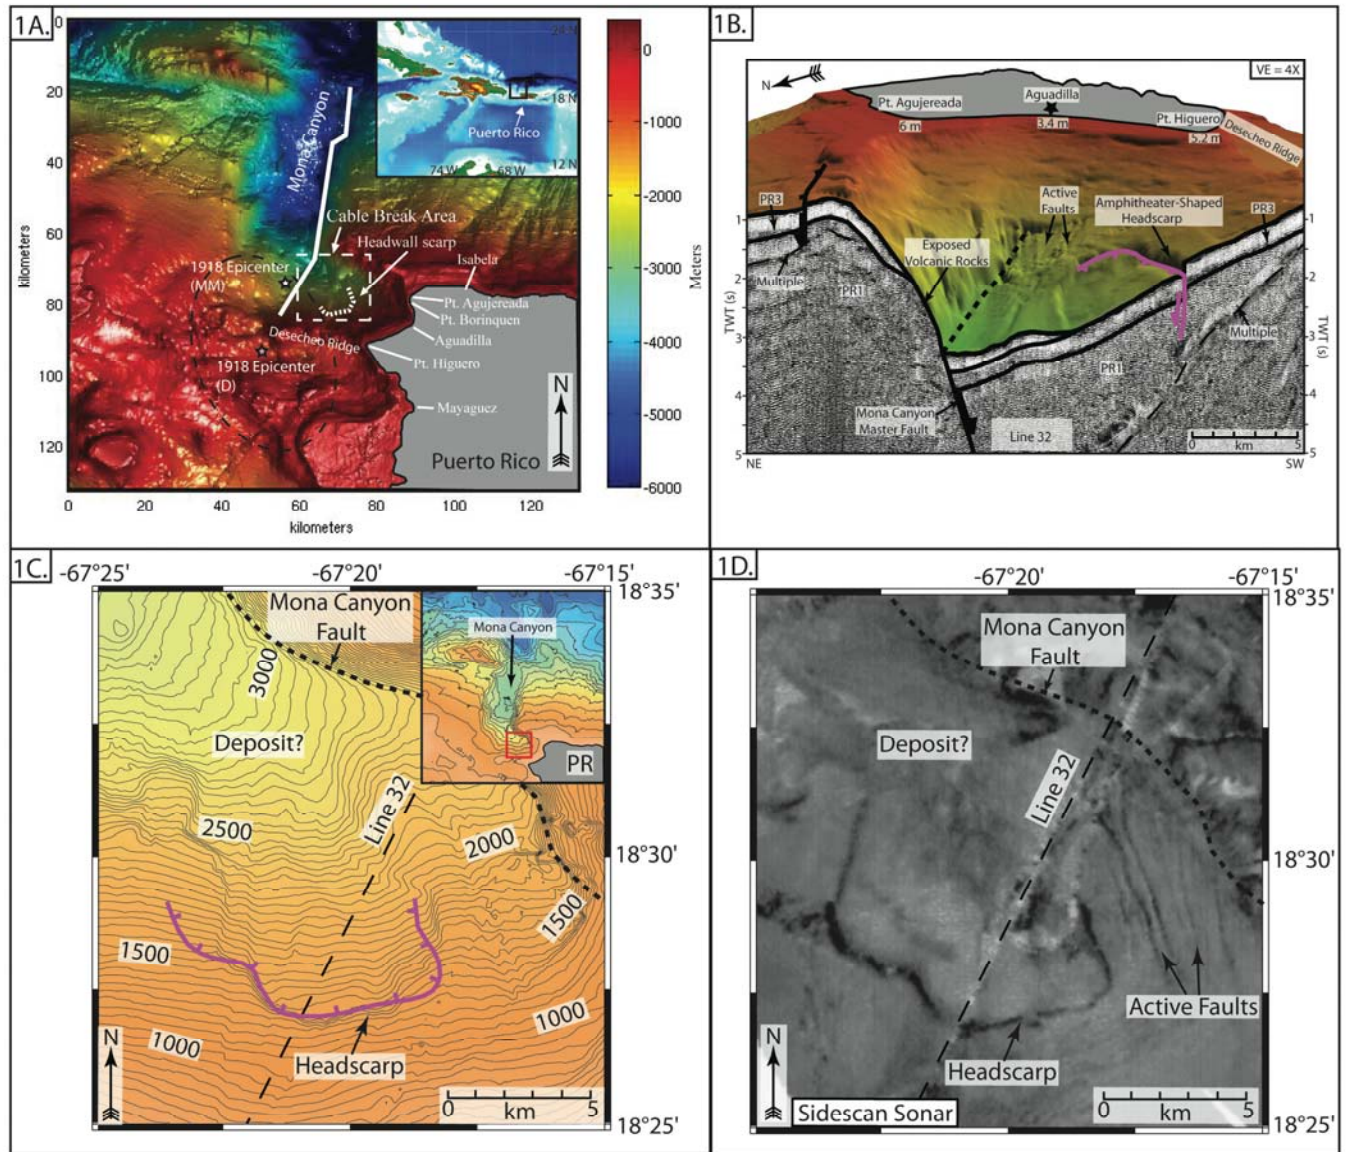 1A.
0
20
40
60
80
100
120
kilometers
0
20
40
60
80
100
120
kilometers
Mona Canyon
24 N
18 N
12 N
74 W
68 W
Puerto Rico
Cable Break Area
Headwall scarp
1918 Epicenter
(MM)
Isabela
Pt. Agujereada
Pt. Borinquen
Aguadilla
Desecheo Ridge
1918 Epicenter
(D)
Pt. Higuero
Mayaguez
N
Puerto Rico
0
-1000
-2000
-3000
-4000
-5000
-6000
Meters
1B.
N
VE = 4X
Pt. Agujereada
6 m
Aguadilla
3.4 m
Pt. Higuero
5.2 m
Desecheo Ridge
PR3
Active
Faults
Amphitheater-Shaped
Headscarp
PR3
Exposed
Volcanic Rocks
Multiple
PR1
Multiple
PR1
Mona Canyon
Master Fault
Line 32
1
2
3
4
5
TWT (s)
1
2
3
4
5
TWT (s)
0
5
km
NE
SW
1C.
-67°25'
-67°20'
-67°15'
18°35'
18°30'
18°25'
Mona Canyon
Fault
3000
Mona Canyon
PR
Deposit?
Line 32
2500
2000
1500
1500
1000
1000
Headscarp
N
0
5
km
1D.
-67°20'
-67°15'
18°35'
18°30'
18°25'
Mona Canyon
Fault
Deposit?
Line 32
Active Faults
Headscarp
N
Sidescan Sonar
0
5
km